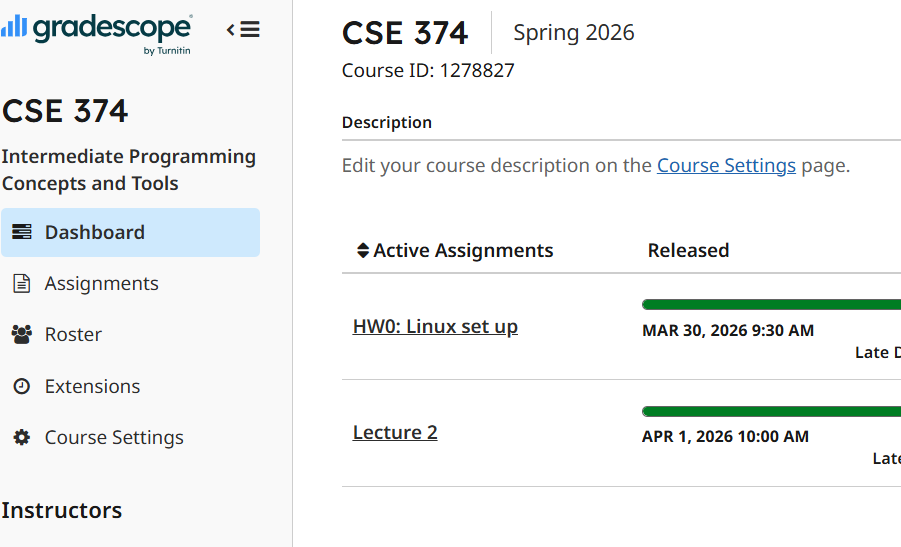 gradescope
by Turnitin
CSE 374
Intermediate Programming
Concepts and Tools
Dashboard
Assignments
Roster
Extensions
Course Settings
Instructors
CSE 374
Spring 2026
Course ID: 1278827
Description
Edit your course description on the Course Settings page.
Active Assignments
Released
HW0: Linux set up
MAR 30, 2026 9:30 AM
Late D
Lecture 2
APR 1, 2026 10:00 AM
Late